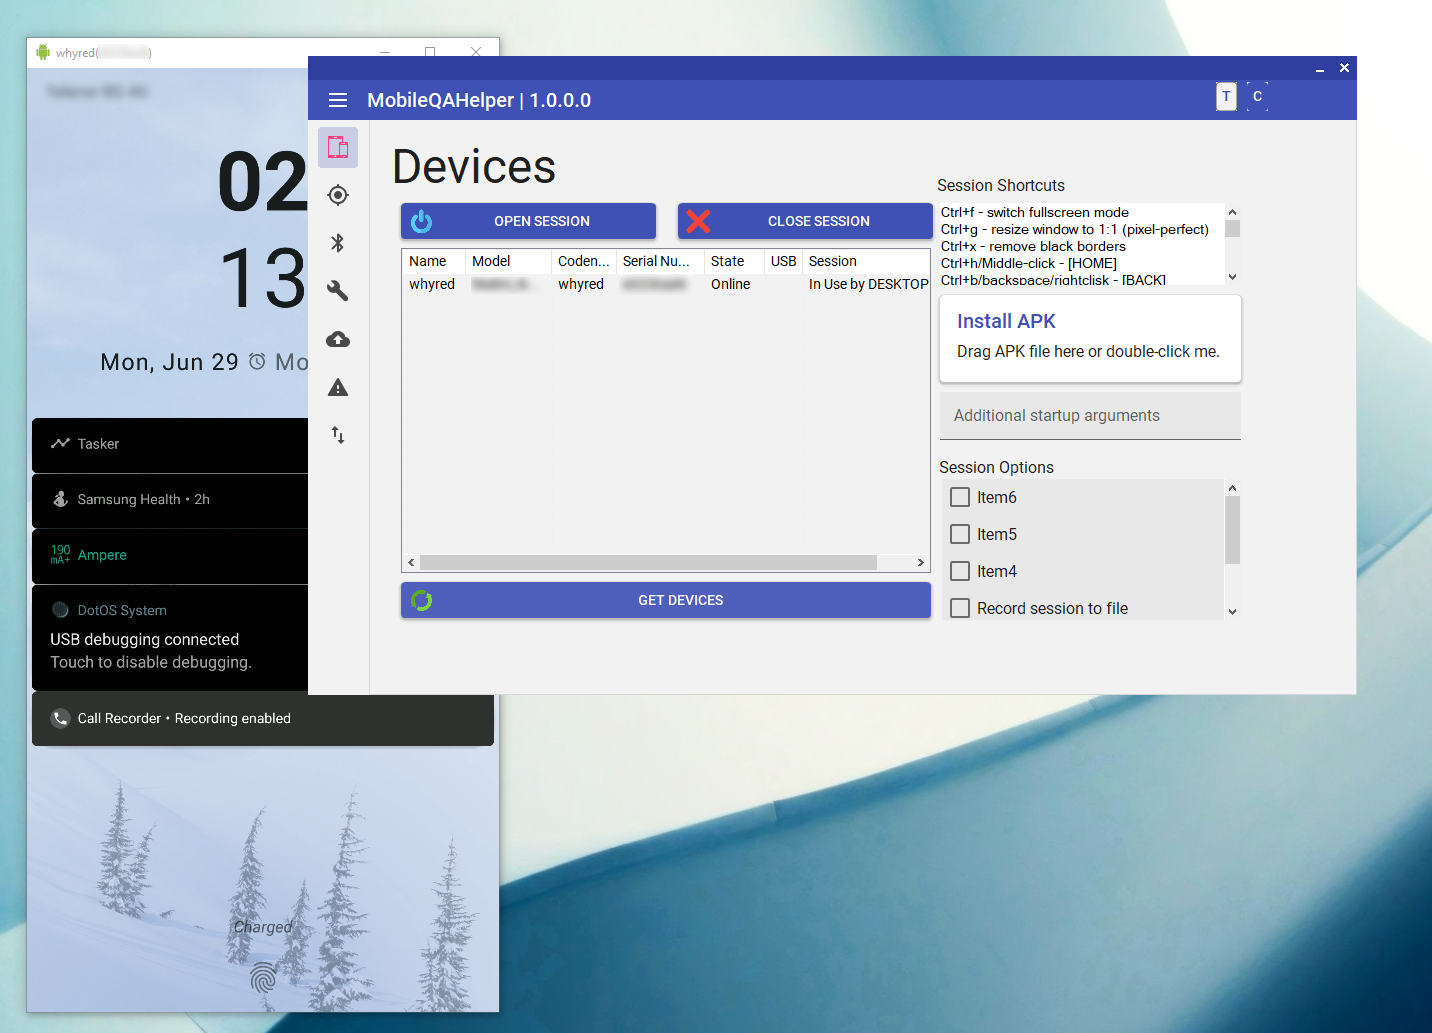 whyred(
02
13
Mon, Jun 29
Mo
Tasker
Samsung Health • 2h
190
mA+
Ampere
DotOS System
USB debugging connected
Touch to disable debugging.
Call Recorder • Recording enabled
Charged
MobileQAHelper | 1.0.0.0
T
C
Devices
OPEN SESSION
CLOSE SESSION
Name Model Coden... Serial Nu... State USB Session
whyred whyred Online In Use by DESKTOP
GET DEVICES
Session Shortcuts
Ctrl+f - switch fullscreen mode
Ctrl+g - resize window to 1:1 (pixel-perfect)
Ctrl+x - remove black borders
Ctrl+h/Middle-click - [HOME]
Ctrl+b/backspace/rightclisk - [BACK]
Install APK
Drag APK file here or double-click me.
Additional startup arguments
Session Options
Item6
Item5
Item4
Record session to file